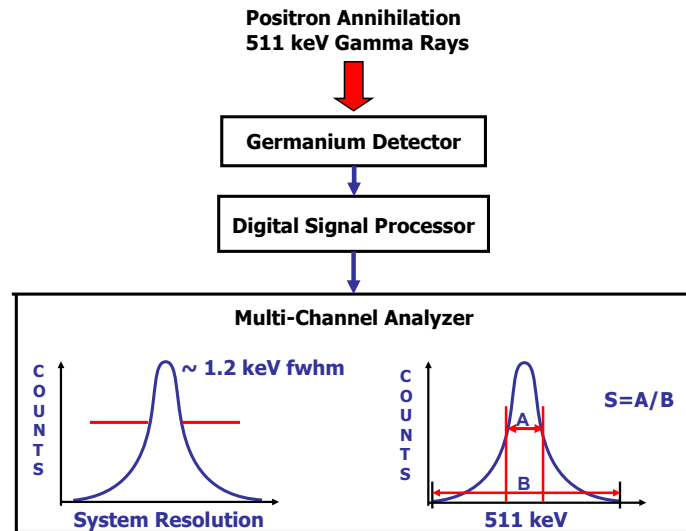 Positron Annihilation
511 keV Gamma Rays
Germanium Detector
Digital Signal Processor
Multi-Channel Analyzer
COUNTS
~ 1.2 keV fwhm
System Resolution
COUNTS
A
S=A/B
B
511 keV